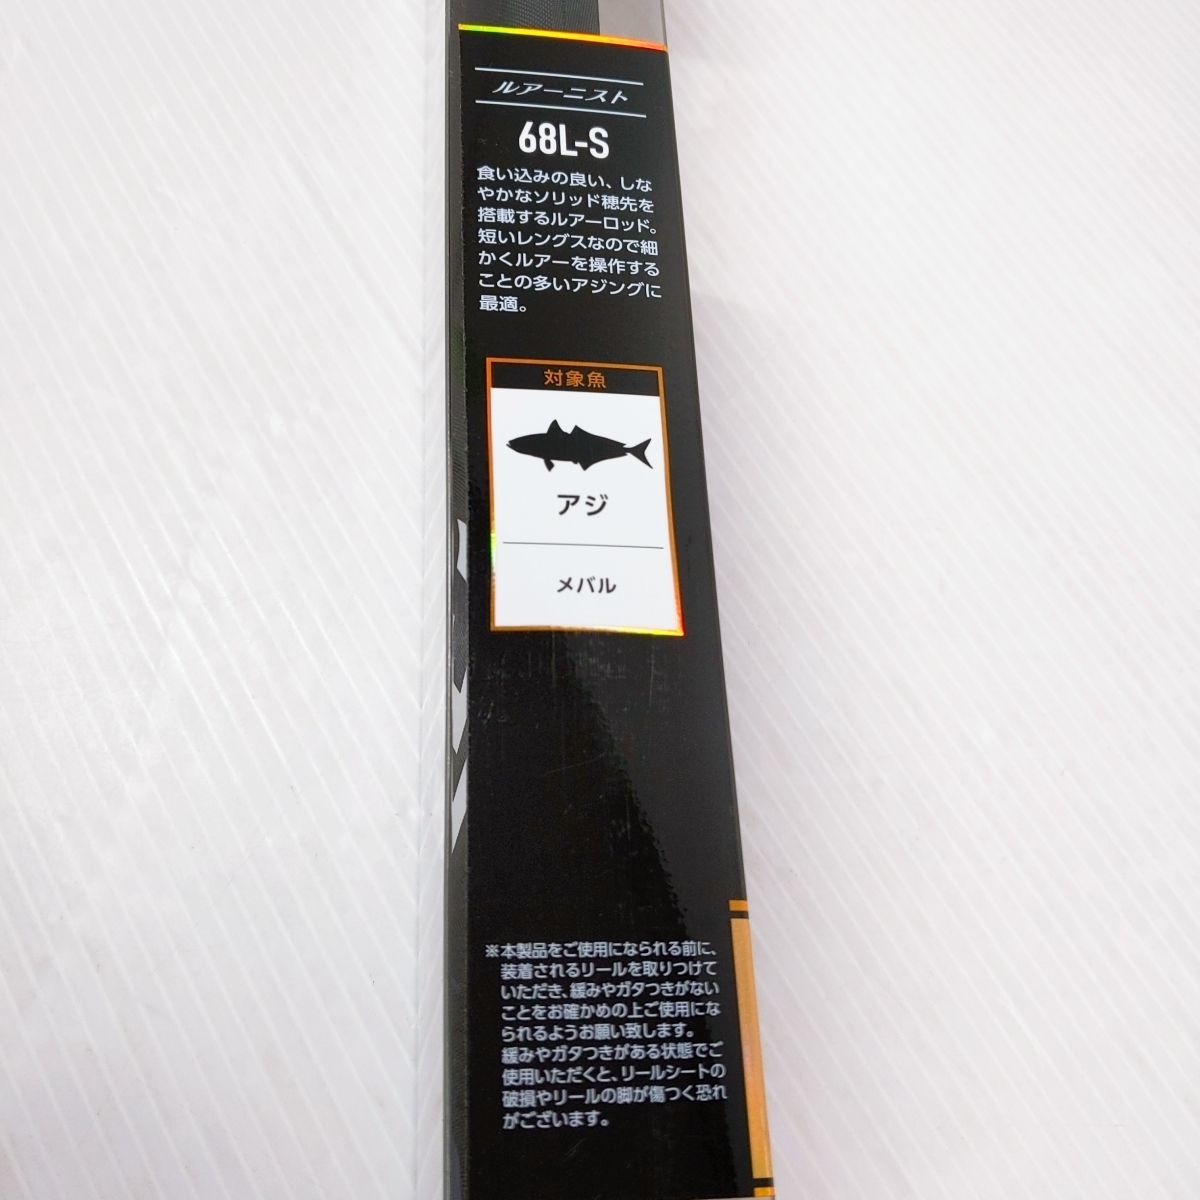 ルアーニスト
68L-S
食い込みの良い、しな
やかなソリッド穂先を
搭載するルアーロッド。
短いレングスなので細
かくルアーを操作する
ことの多いアジングに
最適。
対象魚
アジ
メバル
※本製品をご使用になられる前に、
装着されるリールを取りつけて
いただき、緩みやガタつきがない
ことをお確かめの上ご使用にな
られるようお願い致します。
緩みやガタつきがある状態でご
使用いただくと、リールシートの
破損やリールの脚が傷つく恐れ
がございます。